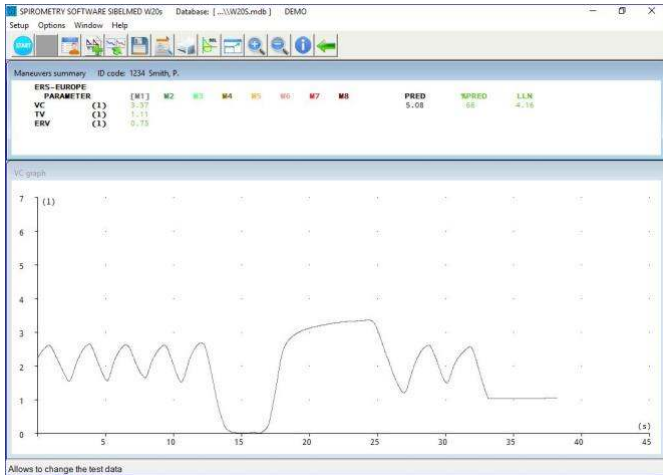 SPIROMETRY SOFTWARE SIBELMED W20s Database: [ ...\\W20S.mdb ] DEMO
Setup Options Window Help
START
Maneuvers summary ID code: 1234 Smith, P.
ERS-EUROPE
PARAMETER [M1] M2 M3 M4 M5 M6 M7 M8 PRED %PRED LLN
VC (l) 3.37 5.08 66 4.16
TV (l) 1.11
ERV (l) 0.73
VC graph
7 (l)
6
5
4
3
2
1
0
(s)
5 10 15 20 25 30 35 40 45
Allows to change the test data